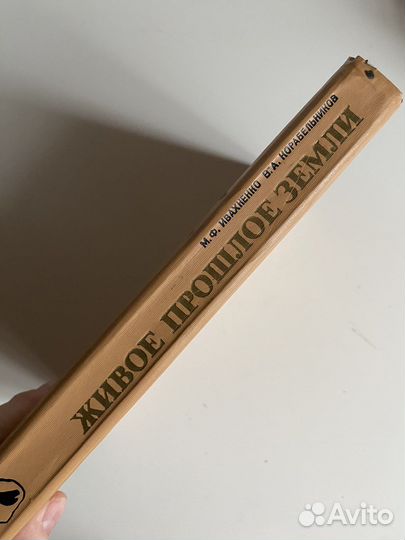 М.Ф. ИВАХНЕНКО В.А. КОРАБЕЛЬНИКОВ
ЖИВОЕ ПРОШЛОЕ ЗЕМЛИ
Avito